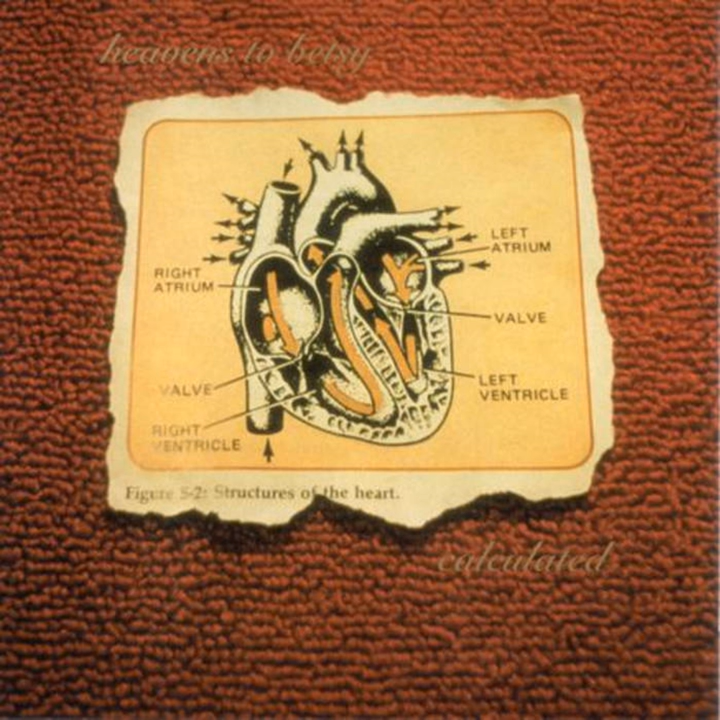 heavens to betsy
LEFT
ATRIUM
RIGHT
ATRIUM
VALVE
VALVE
LEFT
VENTRICLE
RIGHT
VENTRICLE
Figure 5-2: Structures of the heart.
calculated